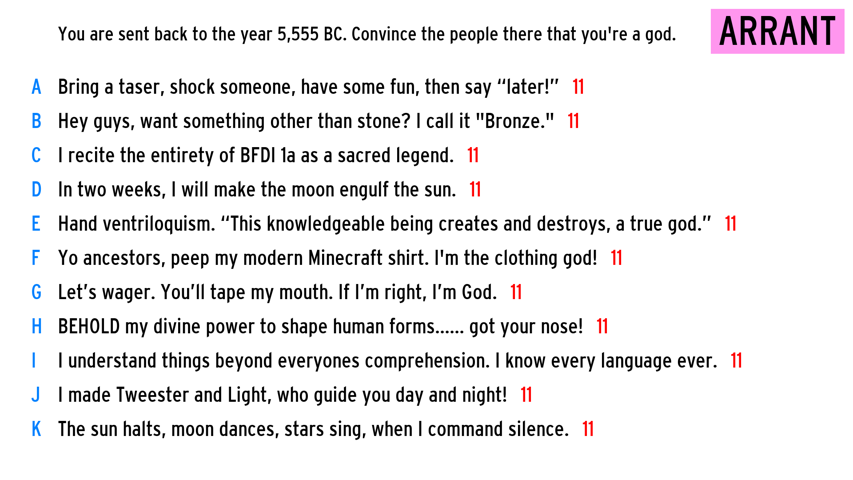 You are sent back to the year 5,555 BC. Convince the people there that you're a god.
ARRANT
A Bring a taser, shock someone, have some fun, then say “later!” 11
B Hey guys, want something other than stone? I call it "Bronze." 11
C I recite the entirety of BFDI 1a as a sacred legend. 11
D In two weeks, I will make the moon engulf the sun. 11
E Hand ventriloquism. “This knowledgeable being creates and destroys, a true god.” 11
F Yo ancestors, peep my modern Minecraft shirt. I'm the clothing god! 11
G Let’s wager. You’ll tape my mouth. If I’m right, I’m God. 11
H BEHOLD my divine power to shape human forms...... got your nose! 11
I I understand things beyond everyones comprehension. I know every language ever. 11
J I made Tweester and Light, who guide you day and night! 11
K The sun halts, moon dances, stars sing, when I command silence. 11